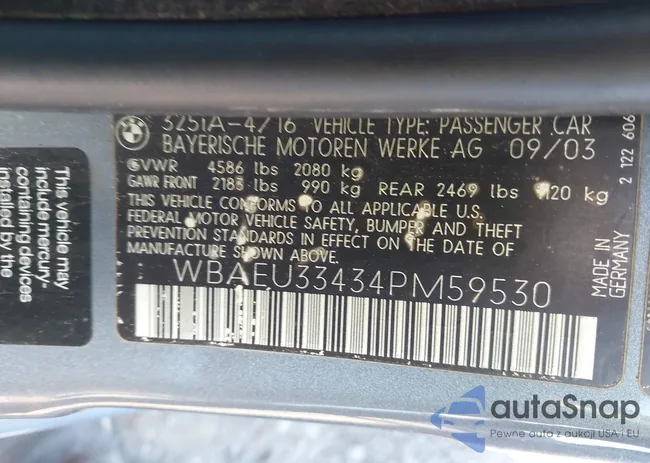 325iA-4/16 VEHICLE TYPE: PASSENGER CAR
BAYERISCHE MOTOREN WERKE AG 09/03
GVWR 4586 lbs 2080 kg
GAWR FRONT 2183 lbs 990 kg REAR 2469 lbs 1120 kg
THIS VEHICLE CONFORMS TO ALL APPLICABLE U.S.
FEDERAL MOTOR VEHICLE SAFETY, BUMPER AND THEFT
PREVENTION STANDARDS IN EFFECT ON THE DATE OF
MANUFACTURE SHOWN ABOVE.
WBAEU33434PM59530
MADE IN
GERMANY
2 122 606
This vehicle may
include mercury-
containing devices
installed
autaSnap
Pewne auta z aukcji USA i EU